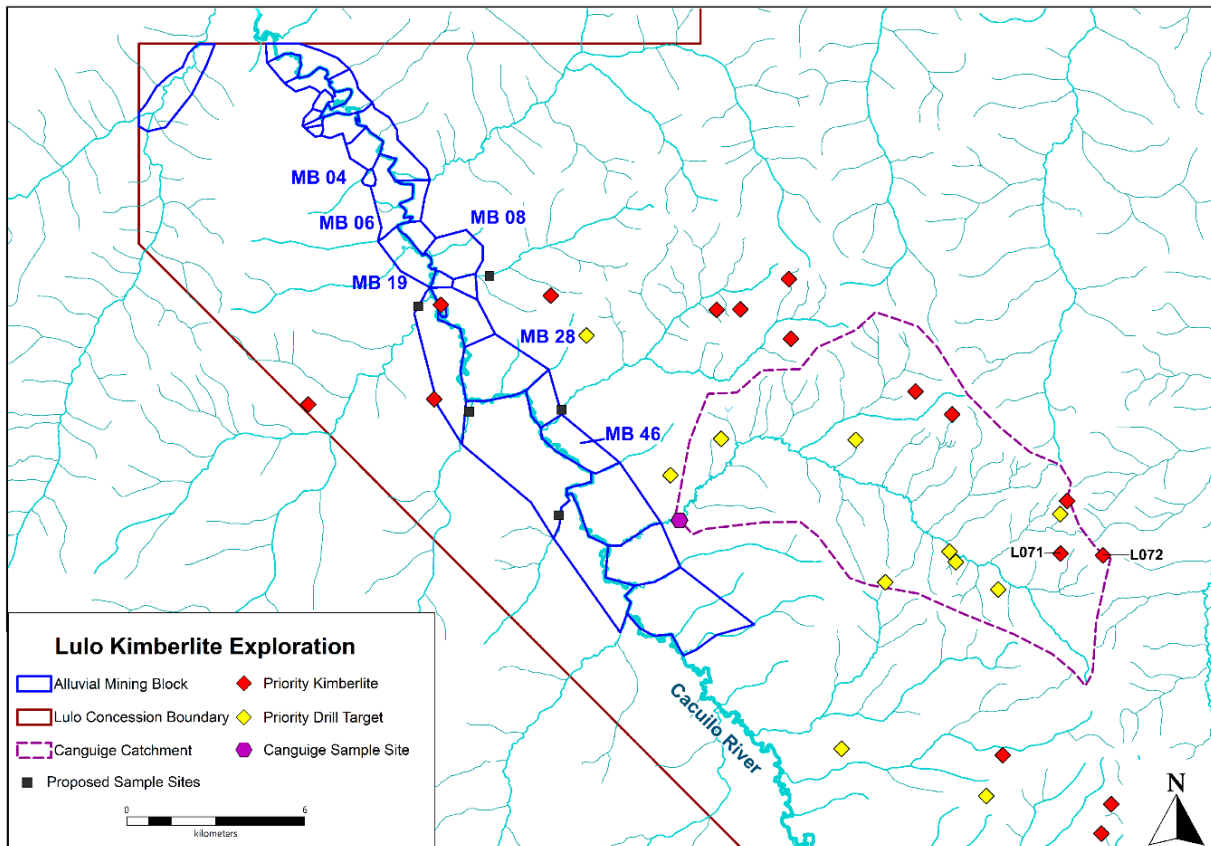 MB 04
MB 06
MB 08
MB 19
MB 28
MB 46
L071
L072
Cacuilo River
Lulo Kimberlite Exploration
Alluvial Mining Block
Priority Kimberlite
Lulo Concession Boundary
Priority Drill Target
Canguige Catchment
Canguige Sample Site
Proposed Sample Sites
0
6
kilometers
N